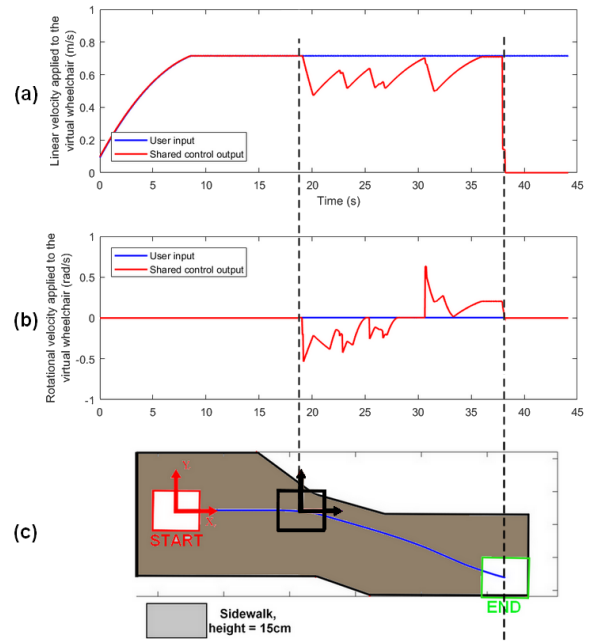 (a)
Linear velocity applied to the
virtual wheelchair (m/s)
1
0.8
0.6
0.4
0.2
0
User input
Shared control output
0 5 10 15 20 25 30 35 40 45
Time (s)
(b)
Rotational velocity applied to the
virtual wheelchair (rad/s)
1
0.5
0
-0.5
-1
User input
Shared control output
0 5 10 15 20 25 30 35 40 45
(c)
Y
X
START
END
Sidewalk,
height = 15cm